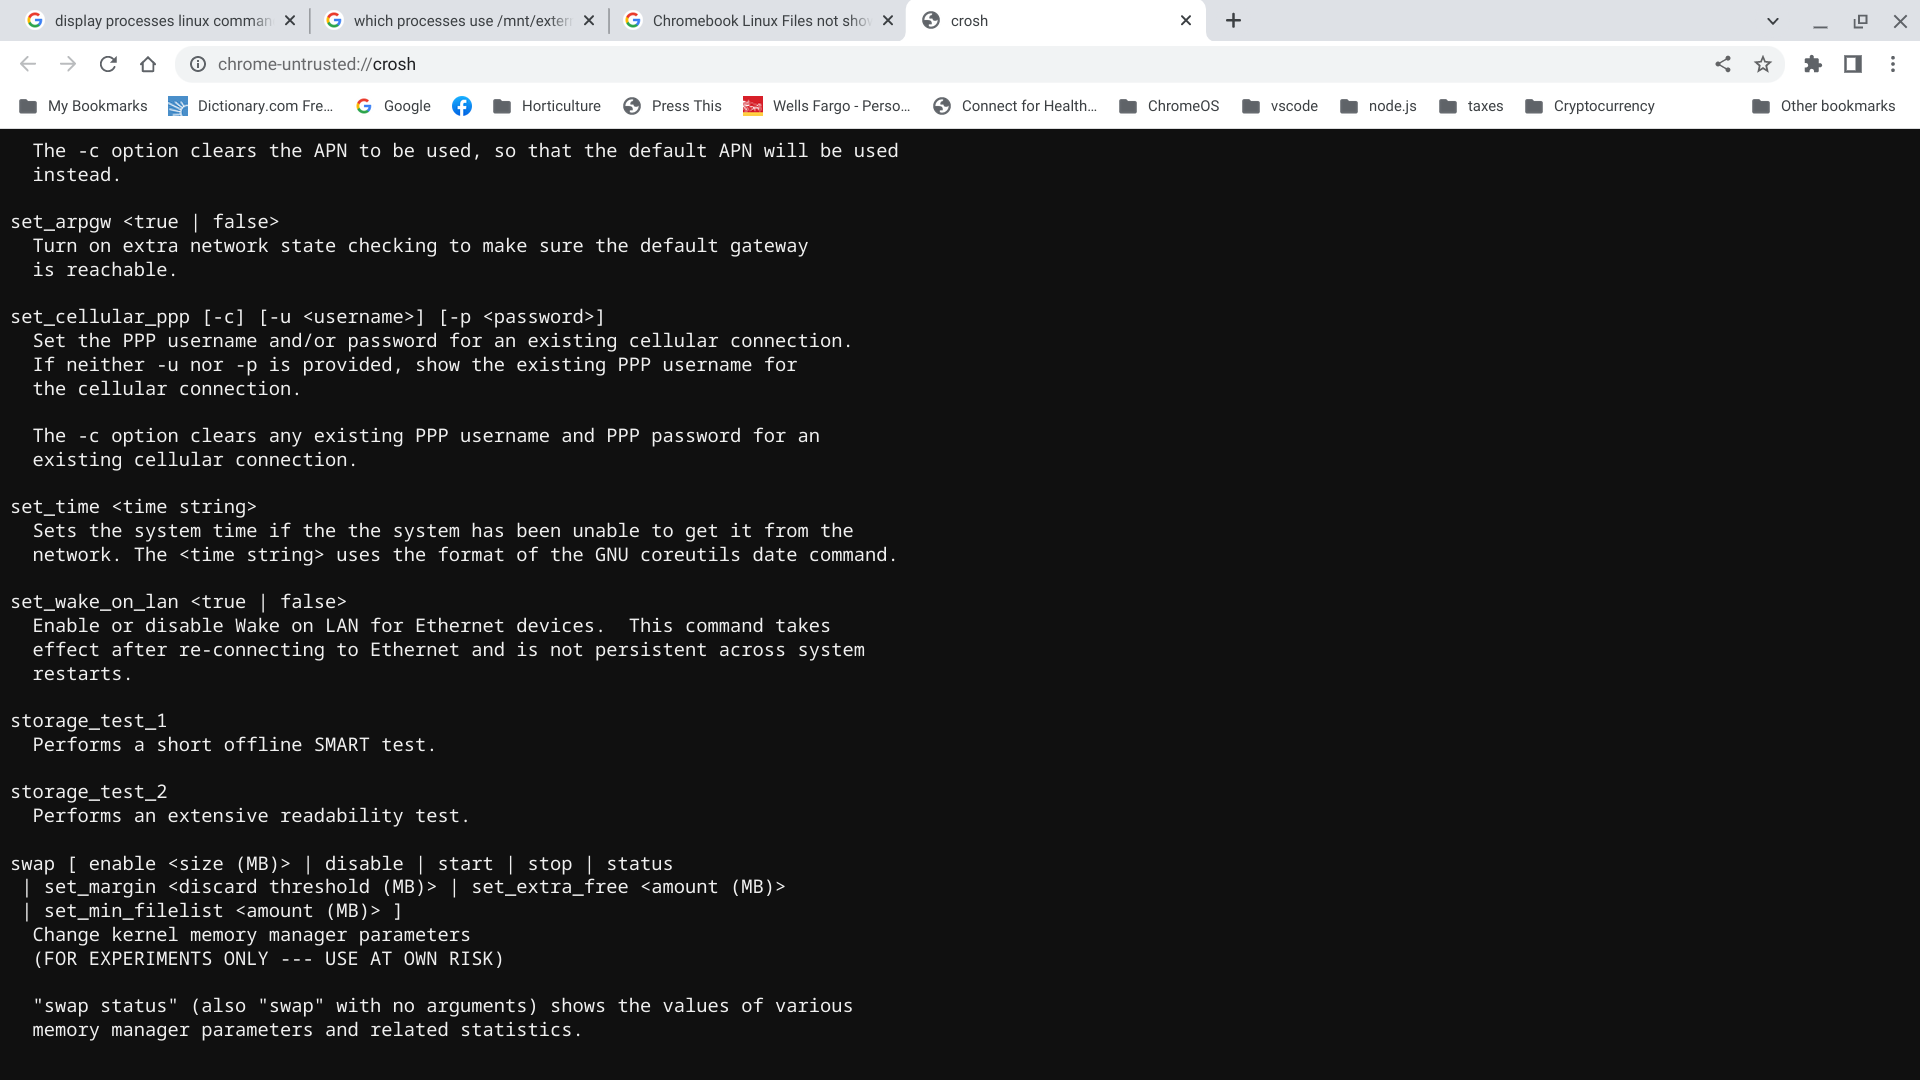 display processes linux comman
which processes use /mnt/exter
Chromebook Linux Files not sho
crosh
chrome-untrusted://crosh
My Bookmarks Dictionary.com Fre... Google Horticulture Press This Wells Fargo - Perso... Connect for Health... ChromeOS vscode node.js taxes Cryptocurrency Other bookmarks
The -c option clears the APN to be used, so that the default APN will be used
instead.
set_arpgw <true | false>
Turn on extra network state checking to make sure the default gateway
is reachable.
set_cellular_ppp [-c] [-u <username>] [-p <password>]
Set the PPP username and/or password for an existing cellular connection.
If neither -u nor -p is provided, show the existing PPP username for
the cellular connection.
The -c option clears any existing PPP username and PPP password for an
existing cellular connection.
set_time <time string>
Sets the system time if the the system has been unable to get it from the
network. The <time string> uses the format of the GNU coreutils date command.
set_wake_on_lan <true | false>
Enable or disable Wake on LAN for Ethernet devices.  This command takes
effect after re-connecting to Ethernet and is not persistent across system
restarts.
storage_test_1
Performs a short offline SMART test.
storage_test_2
Performs an extensive readability test.
swap [ enable <size (MB)> | disable | start | stop | status
| set_margin <discard threshold (MB)> | set_extra_free <amount (MB)>
| set_min_filelist <amount (MB)> ]
Change kernel memory manager parameters
(FOR EXPERIMENTS ONLY --- USE AT OWN RISK)
"swap status" (also "swap" with no arguments) shows the values of various
memory manager parameters and related statistics.